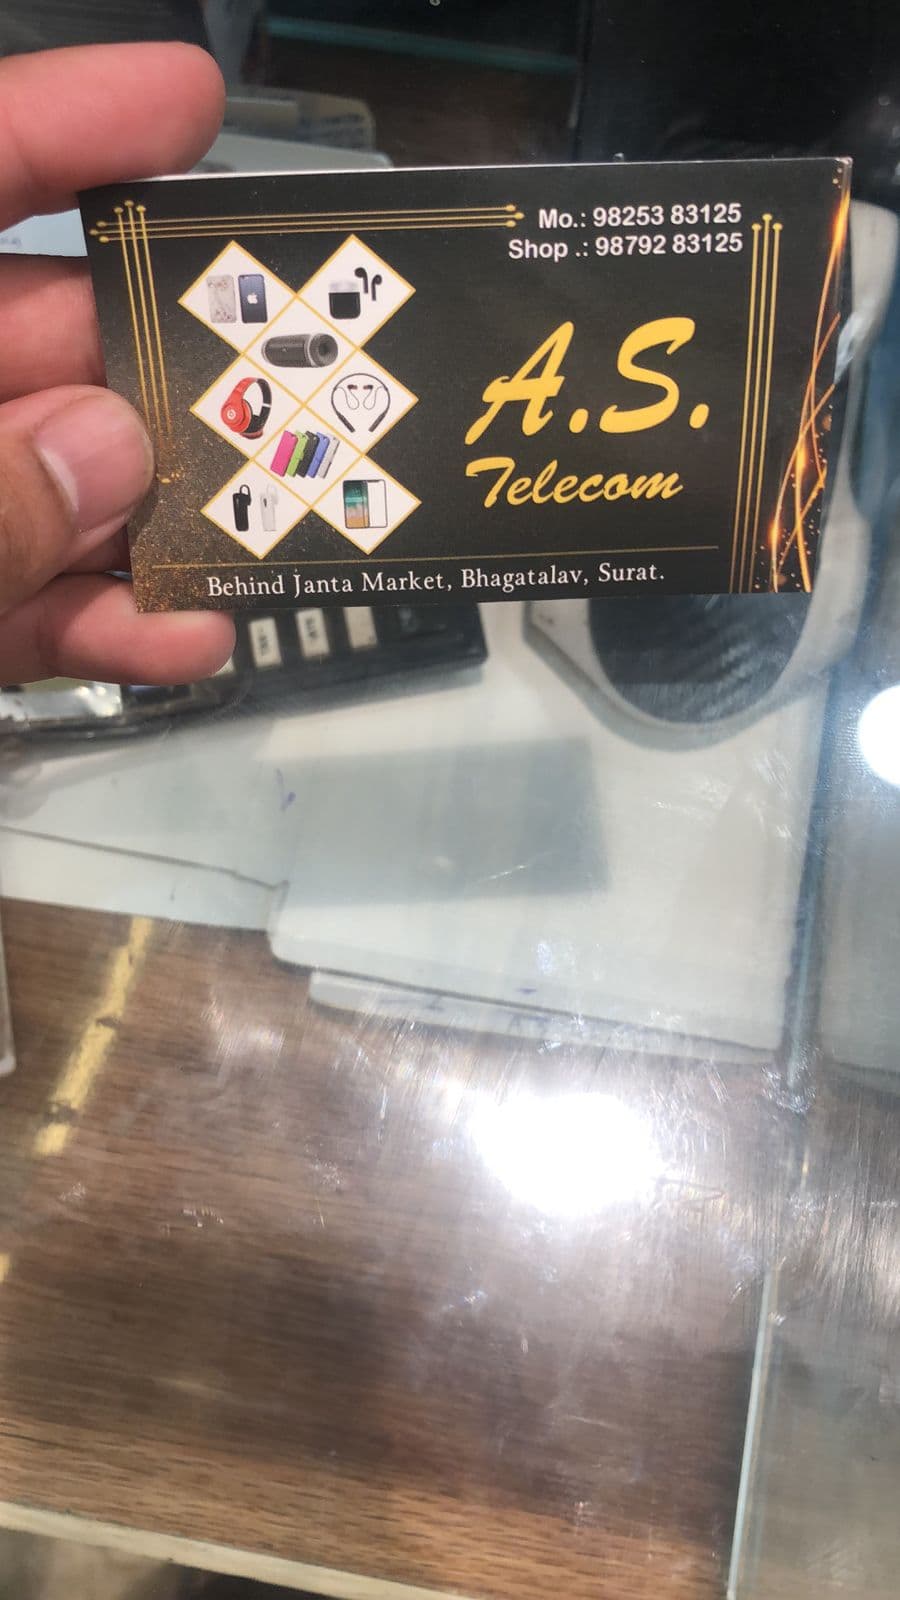 Mo.: 98253 83125
Shop .: 98792 83125
A.S.
Telecom
Behind Janta Market, Bhagatalav, Surat.